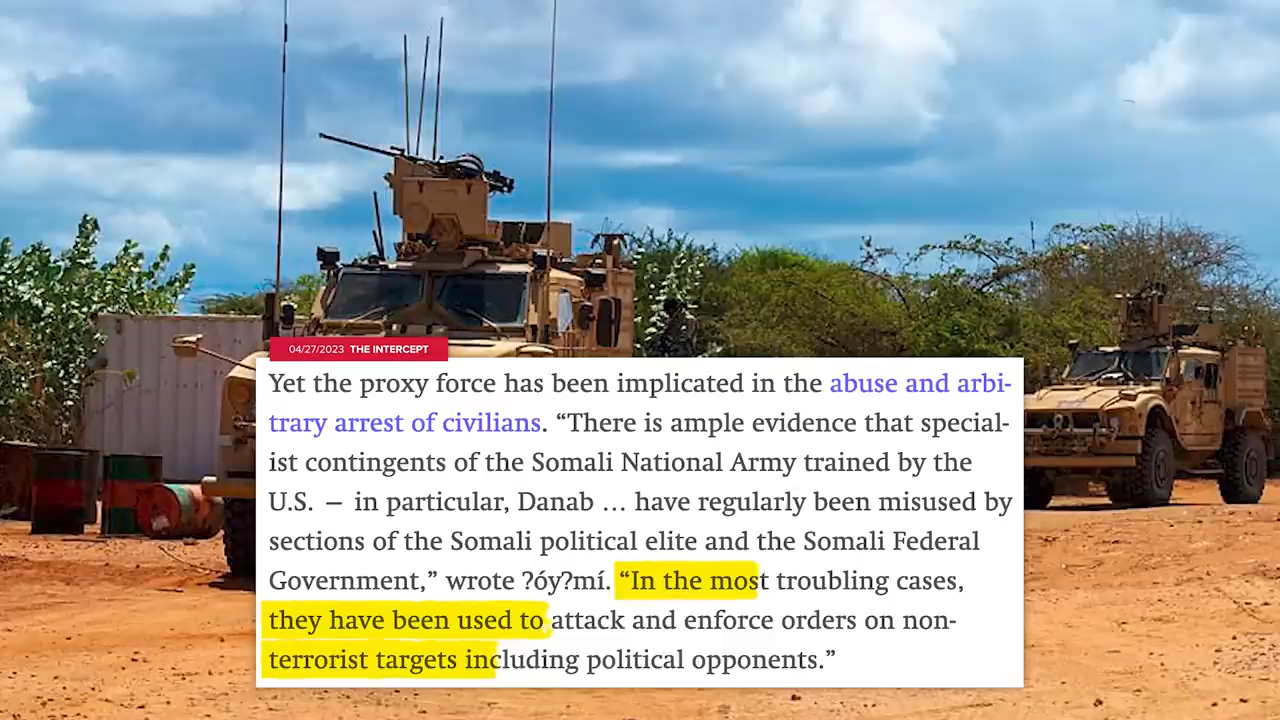 04/27/2023 THE INTERCEPT
Yet the proxy force has been implicated in the abuse and arbi-
trary arrest of civilians. “There is ample evidence that special-
ist contingents of the Somali National Army trained by the
U.S. — in particular, Danab … have regularly been misused by
sections of the Somali political elite and the Somali Federal
Government,” wrote ?óy?mí. “In the most troubling cases,
they have been used to attack and enforce orders on non-
terrorist targets including political opponents.”